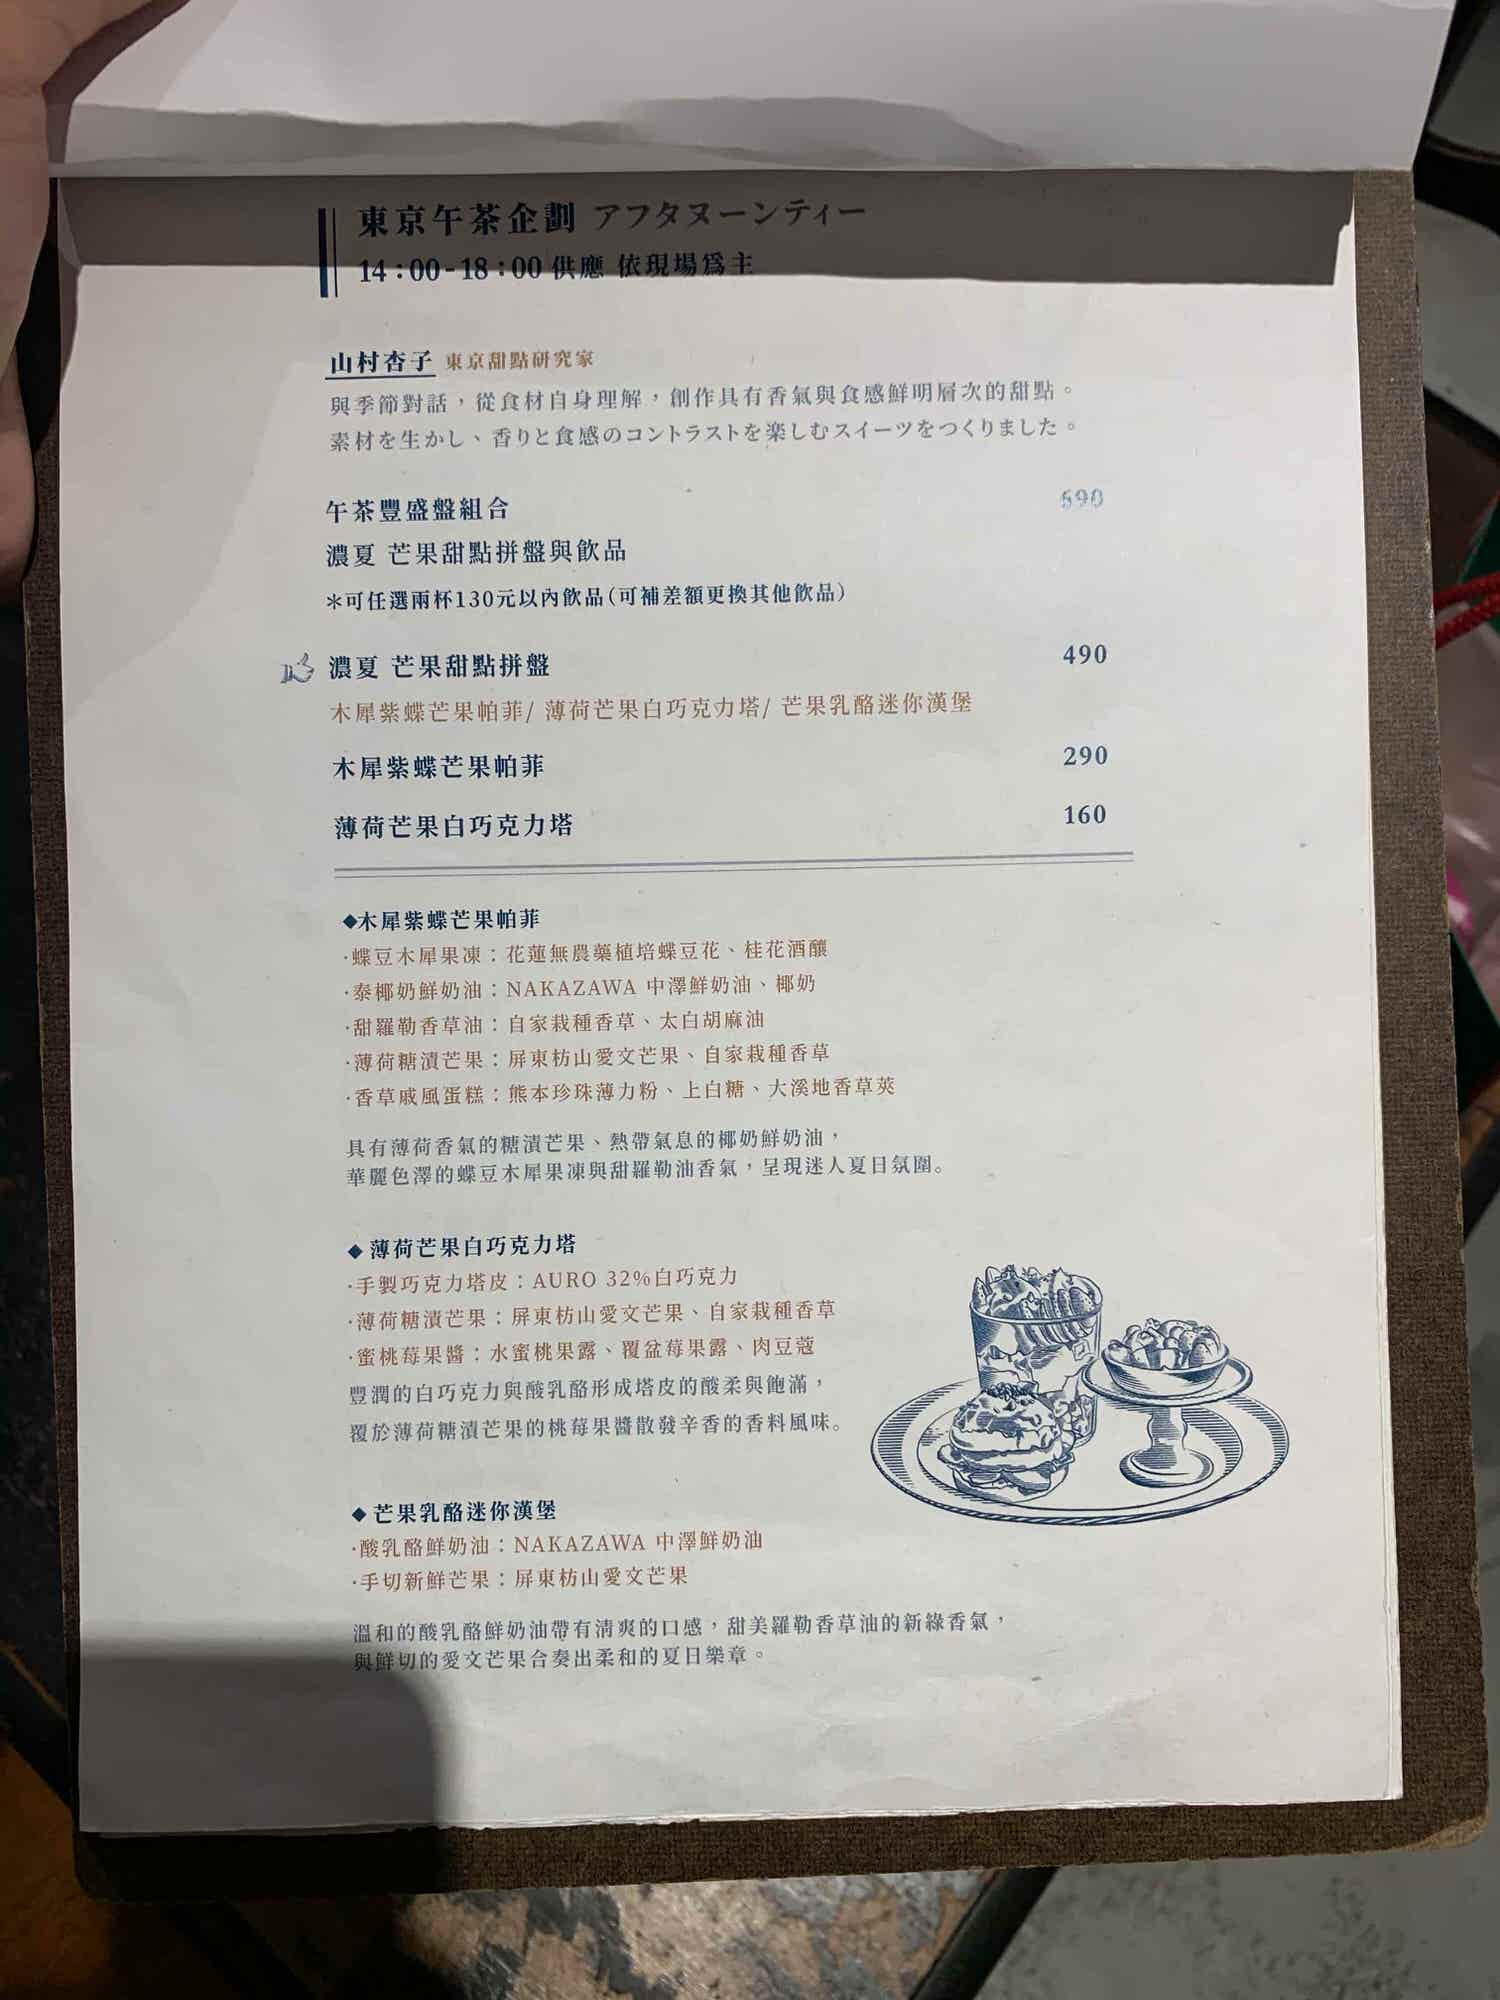 東京午茶企劃 アフタヌーンティー
14：00-18：00 供應 依現場爲主
山村杏子 東京甜點研究家
與季節對話，從食材自身理解，創作具有香氣與食感鮮明層次的甜點。
素材を生かし、香りと食感のコントラストを楽しむスイーツをつくりました。
午茶豐盛盤組合 690
濃夏 芒果甜點拼盤與飲品
＊可任選兩杯130元以內飲品(可補差額更換其他飲品)
濃夏 芒果甜點拼盤 490
木犀紫蝶芒果帕菲/ 薄荷芒果白巧克力塔/ 芒果乳酪迷你漢堡
木犀紫蝶芒果帕菲 290
薄荷芒果白巧克力塔 160
◆木犀紫蝶芒果帕菲
·蝶豆木犀果凍：花蓮無農藥植培蝶豆花、桂花酒釀
·泰椰奶鮮奶油：NAKAZAWA 中澤鮮奶油、椰奶
·甜羅勒香草油：自家栽種香草、太白胡麻油
·薄荷糖漬芒果：屏東枋山愛文芒果、自家栽種香草
·香草戚風蛋糕：熊本珍珠薄力粉、上白糖、大溪地香草莢
具有薄荷香氣的糖漬芒果、熱帶氣息的椰奶鮮奶油，
華麗色澤的蝶豆木犀果凍與甜羅勒油香氣，呈現迷人夏日氛圍。
◆ 薄荷芒果白巧克力塔
·手製巧克力塔皮：AURO 32%白巧克力
·薄荷糖漬芒果：屏東枋山愛文芒果、自家栽種香草
·蜜桃莓果醬：水蜜桃果露、覆盆莓果露、肉豆蔻
豐潤的白巧克力與酸乳酪形成塔皮的酸柔與飽滿，
覆於薄荷糖漬芒果的桃莓果醬散發辛香的香料風味。
◆ 芒果乳酪迷你漢堡
·酸乳酪鮮奶油：NAKAZAWA 中澤鮮奶油
·手切新鮮芒果：屏東枋山愛文芒果
溫和的酸乳酪鮮奶油帶有清爽的口感，甜美羅勒香草油的新綠香氣，
與鮮切的愛文芒果合奏出柔和的夏日樂章。